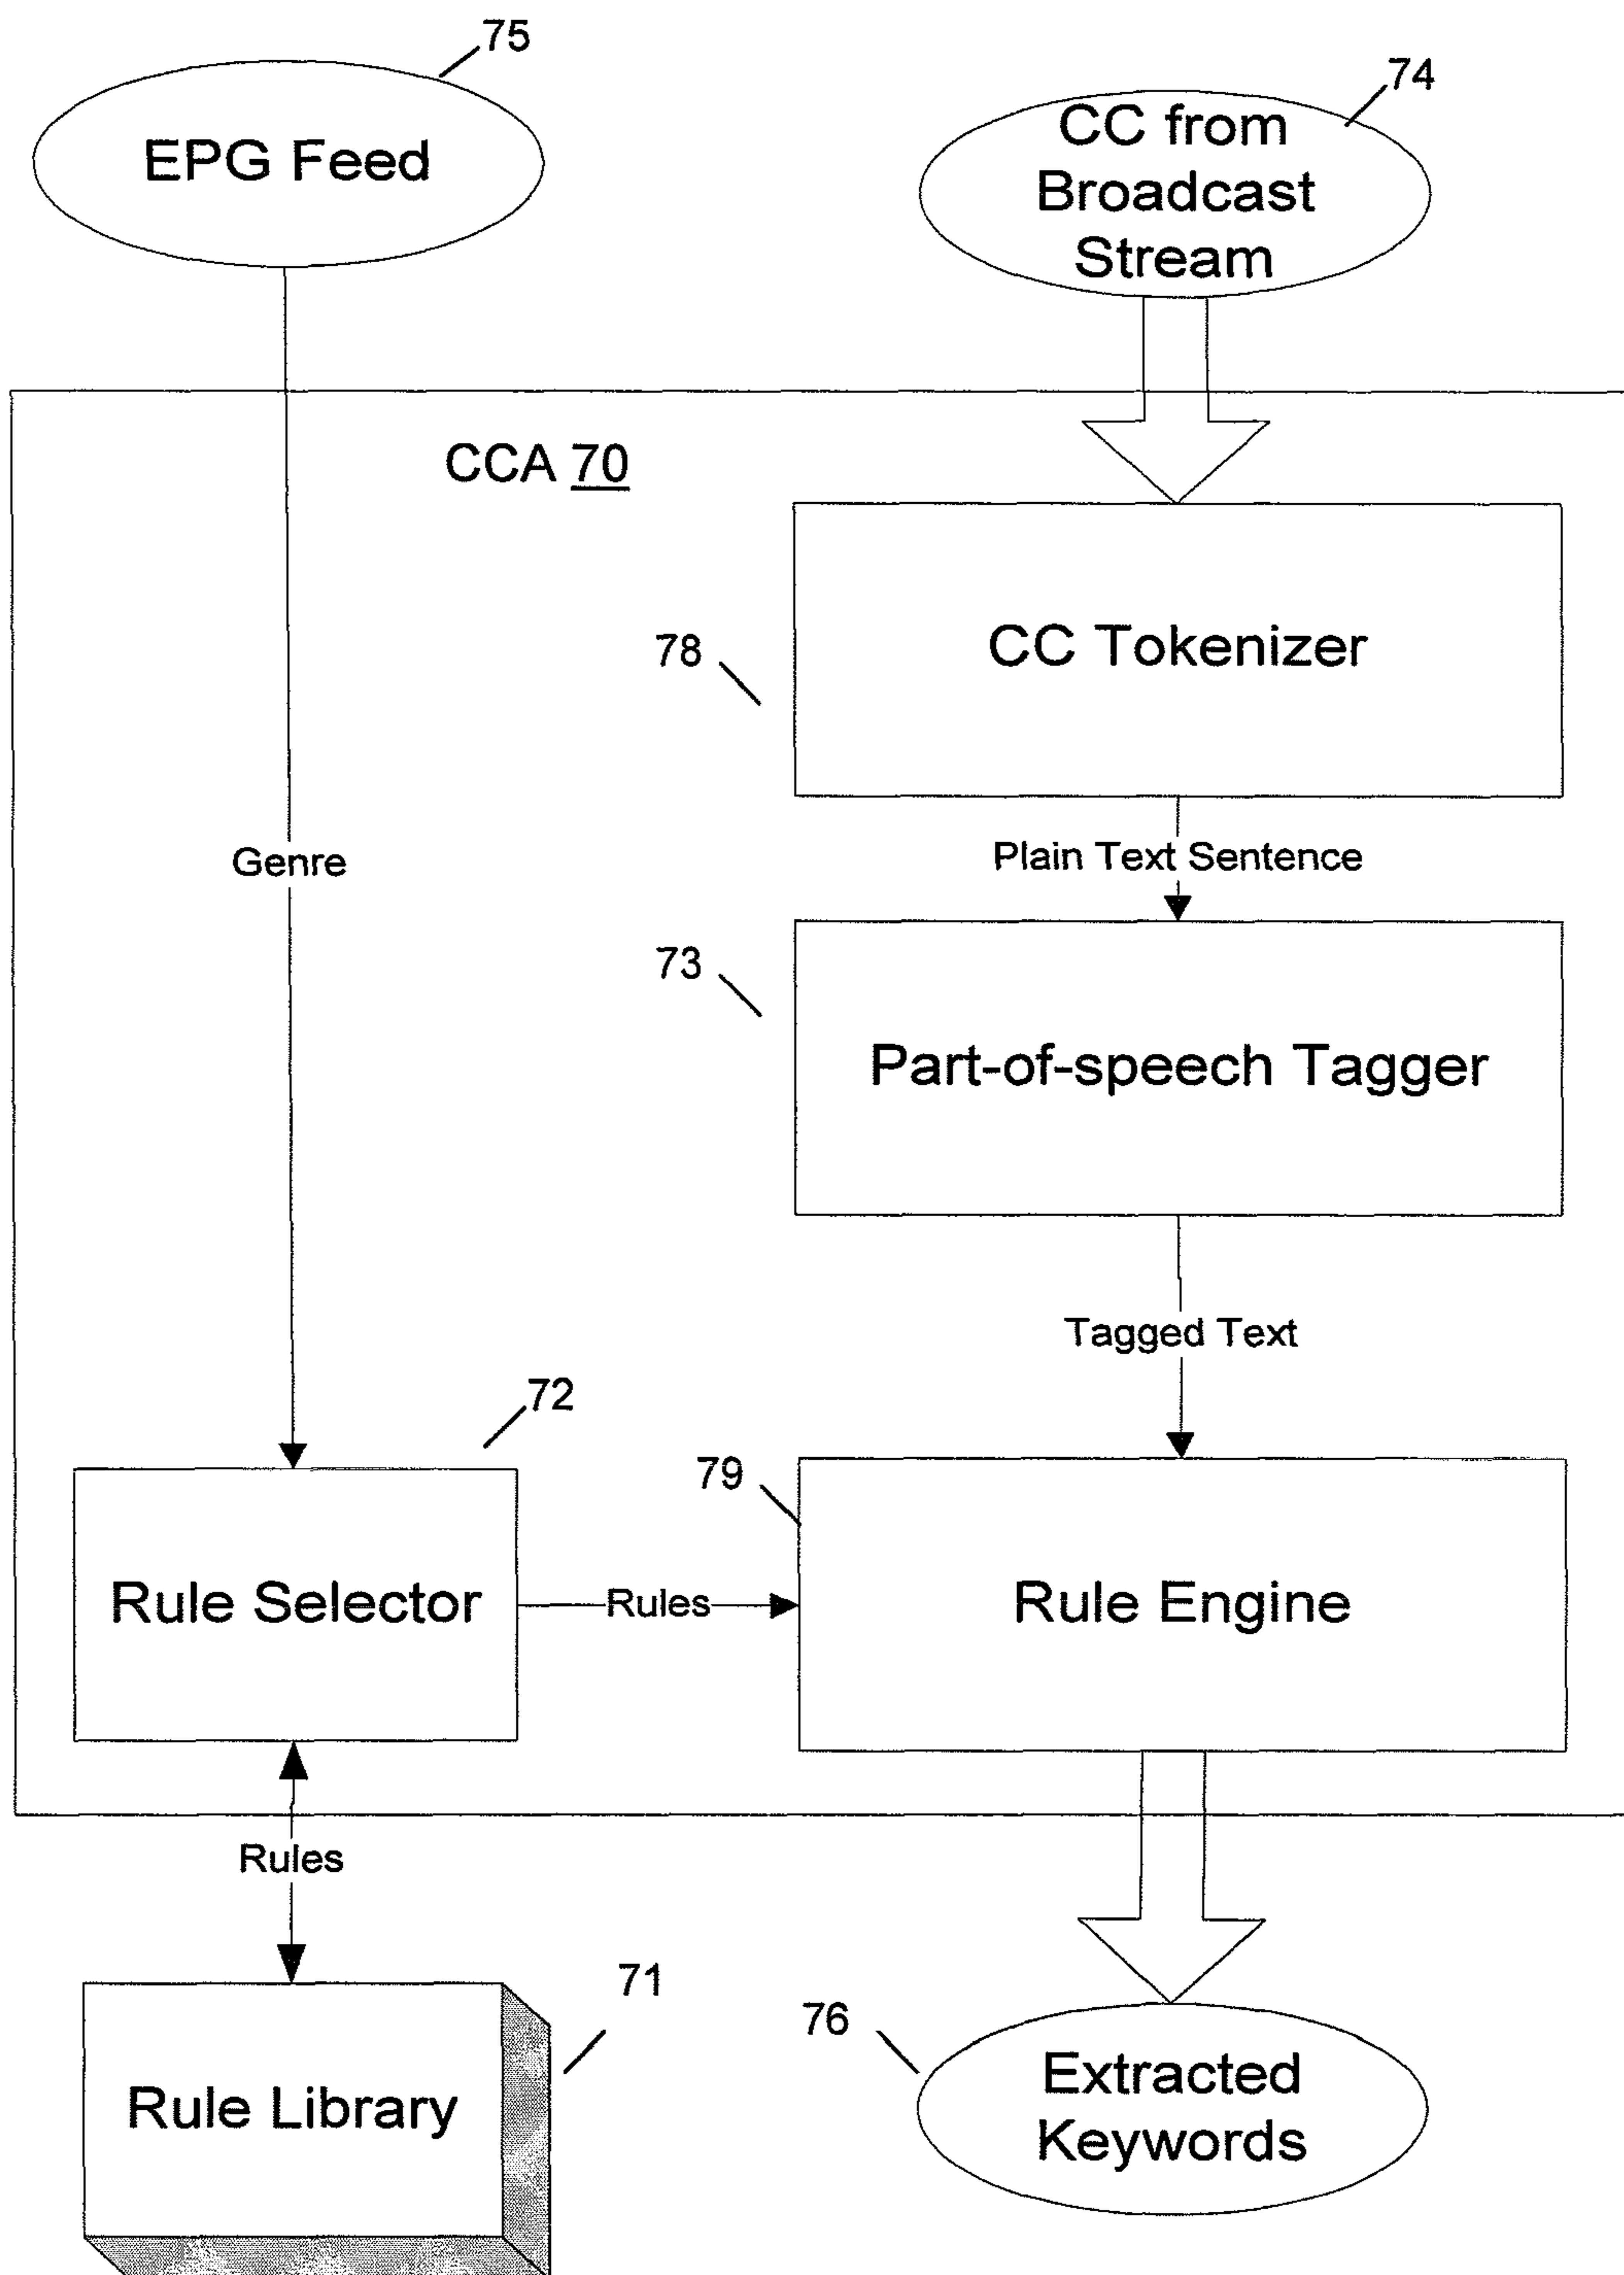 75
EPG Feed
74
CC from
Broadcast
Stream
CCA 70
78
CC Tokenizer
Genre
Plain Text Sentence
73
Part-of-speech Tagger
Tagged Text
72
79
Rule Selector
Rules
Rule Engine
Rules
71
Rule Library
76
Extracted
Keywords